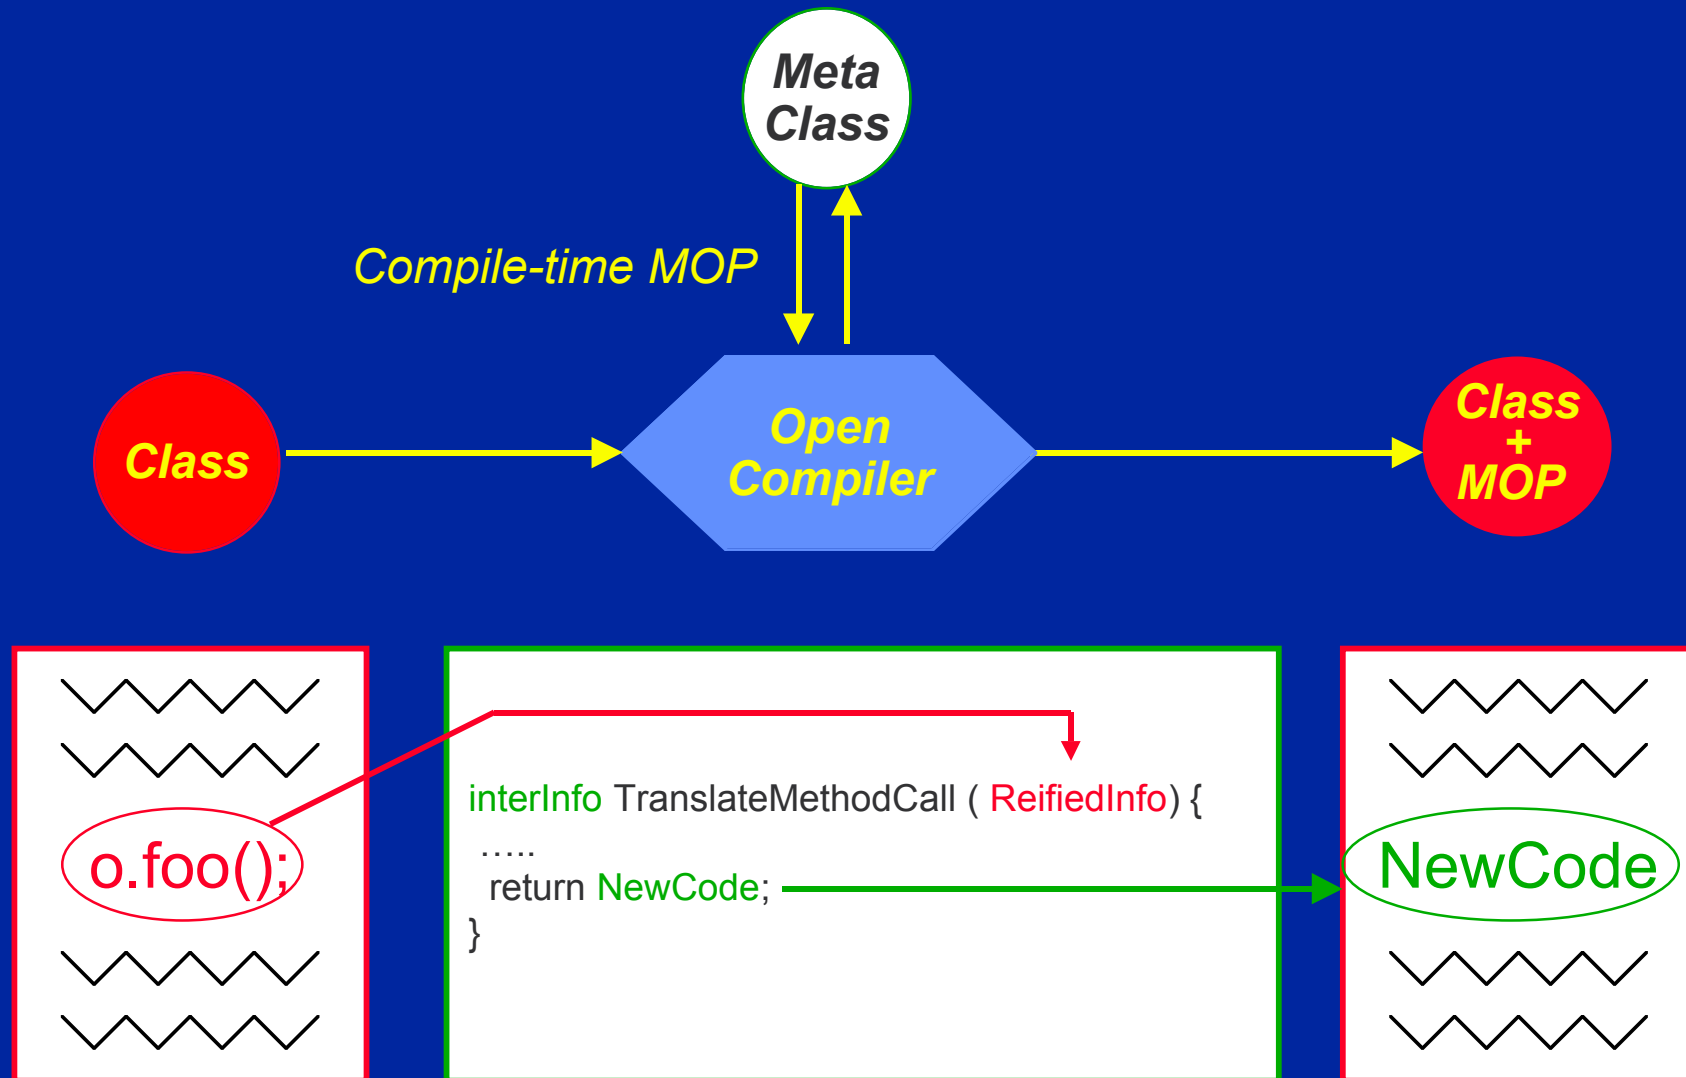 Meta
Class
Compile-time MOP
Class
Open
Compiler
Class
+
MOP
o.foo();
interInfo TranslateMethodCall ( ReifiedInfo) {
…..
return NewCode;
}
NewCode